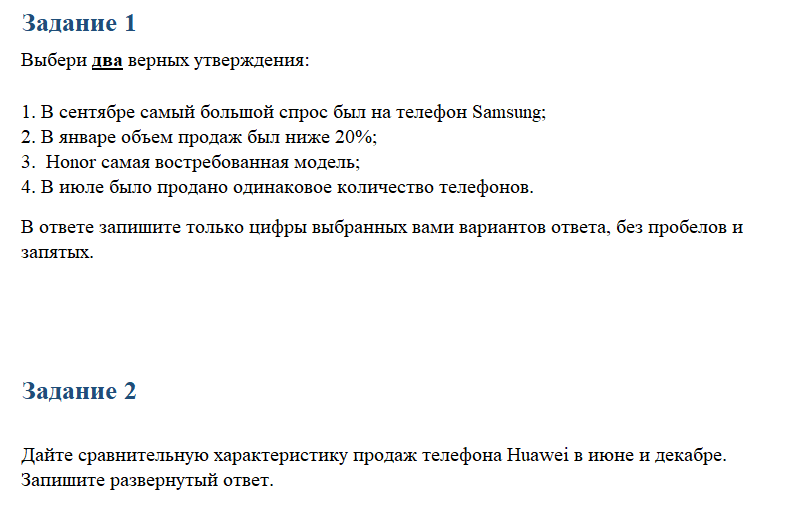 Задание 1
Выбери два верных утверждения:
1. В сентябре самый большой спрос был на телефон Samsung;
2. В январе объем продаж был ниже 20%;
3. Honor самая востребованная модель;
4. В июле было продано одинаковое количество телефонов.
В ответе запишите только цифры выбранных вами вариантов ответа, без пробелов и
запятых.
Задание 2
Дайте сравнительную характеристику продаж телефона Huawei в июне и декабре.
Запишите развернутый ответ.